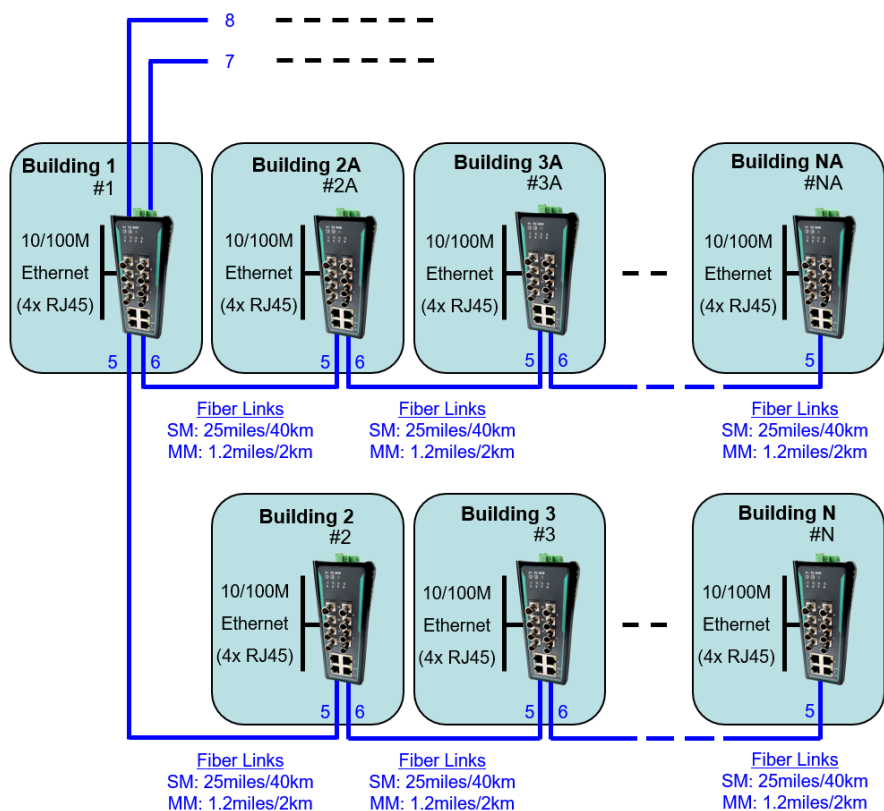 8
7
Building 1
#1
10/100M
Ethernet
(4x RJ45)
5 6
Building 2A
#2A
10/100M
Ethernet
(4x RJ45)
5 6
Building 3A
#3A
10/100M
Ethernet
(4x RJ45)
5 6
Building NA
#NA
10/100M
Ethernet
(4x RJ45)
5
Fiber Links
SM: 25miles/40km
MM: 1.2miles/2km
Fiber Links
SM: 25miles/40km
MM: 1.2miles/2km
Fiber Links
SM: 25miles/40km
MM: 1.2miles/2km
Building 2
#2
10/100M
Ethernet
(4x RJ45)
5 6
Building 3
#3
10/100M
Ethernet
(4x RJ45)
5 6
Building N
#N
10/100M
Ethernet
(4x RJ45)
5
Fiber Links
SM: 25miles/40km
MM: 1.2miles/2km
Fiber Links
SM: 25miles/40km
MM: 1.2miles/2km
Fiber Links
SM: 25miles/40km
MM: 1.2miles/2km